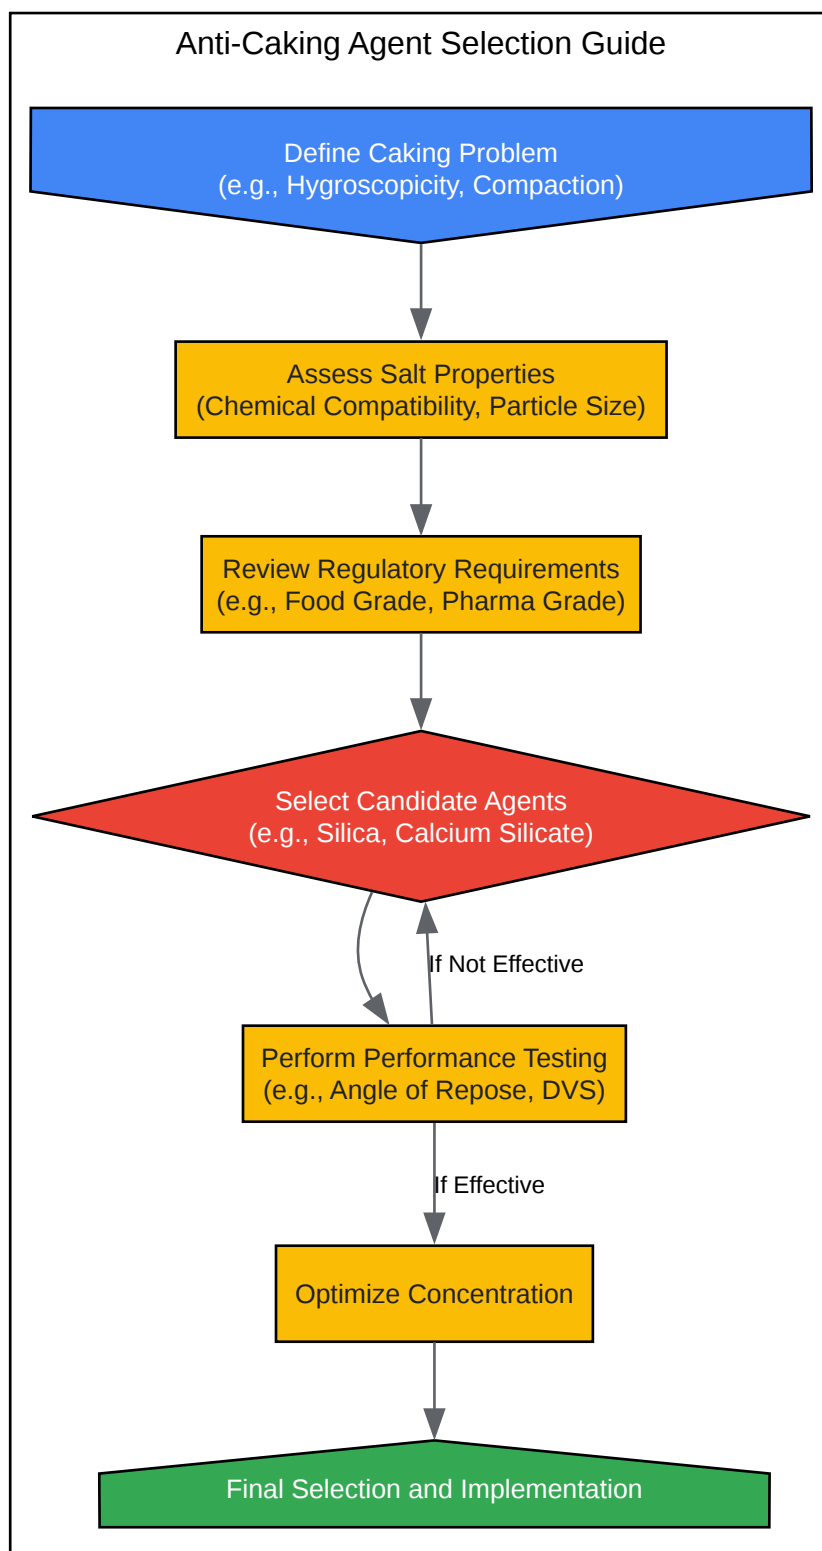 Anti-Caking Agent Selection Guide
Define Caking Problem
(e.g., Hygroscopicity, Compaction)
Assess Salt Properties
(Chemical Compatibility, Particle Size)
Review Regulatory Requirements
(e.g., Food Grade, Pharma Grade)
Select Candidate Agents
(e.g., Silica, Calcium Silicate)
If Not Effective
Perform Performance Testing
(e.g., Angle of Repose, DVS)
If Effective
Optimize Concentration
Final Selection and Implementation